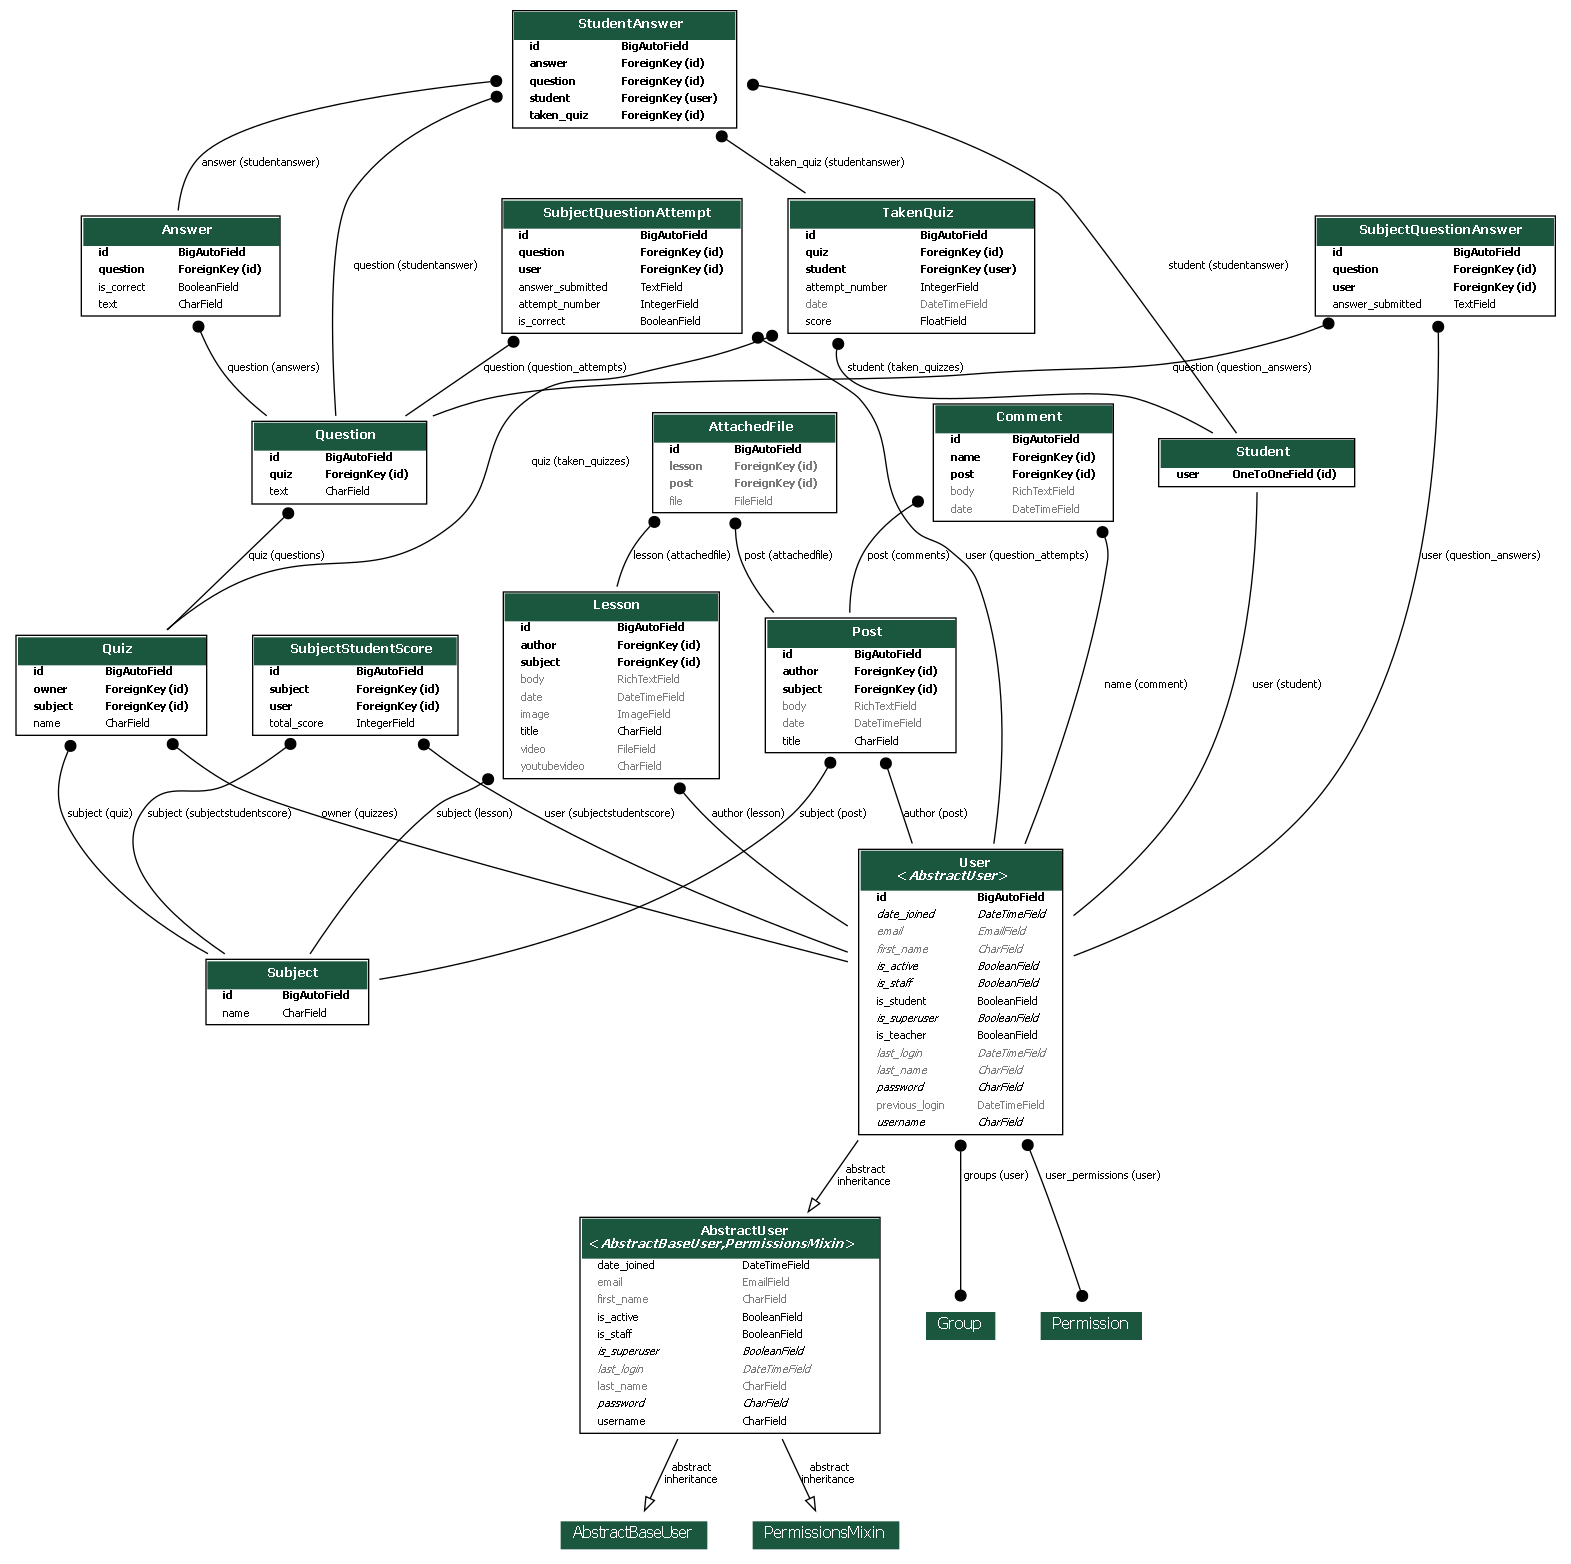 StudentAnswer
id BigAutoField
answer ForeignKey (id)
question ForeignKey (id)
student ForeignKey (user)
taken_quiz ForeignKey (id)
answer (studentanswer)
taken_quiz (studentanswer)
question (studentanswer)
student (studentanswer)
Answer
id BigAutoField
question ForeignKey (id)
is_correct BooleanField
text CharField
SubjectQuestionAttempt
id BigAutoField
question ForeignKey (id)
user ForeignKey (id)
answer_submitted TextField
attempt_number IntegerField
is_correct BooleanField
TakenQuiz
id BigAutoField
quiz ForeignKey (id)
student ForeignKey (user)
attempt_number IntegerField
date DateTimeField
score FloatField
SubjectQuestionAnswer
id BigAutoField
question ForeignKey (id)
user ForeignKey (id)
answer_submitted TextField
question (answers)
question (question_attempts)
student (taken_quizzes)
question (question_answers)
Question
id BigAutoField
quiz ForeignKey (id)
text CharField
quiz (taken_quizzes)
AttachedFile
id BigAutoField
lesson ForeignKey (id)
post ForeignKey (id)
file FileField
Comment
id BigAutoField
name ForeignKey (id)
post ForeignKey (id)
body RichTextField
date DateTimeField
Student
user OneToOneField (id)
quiz (questions)
lesson (attachedfile)
post (attachedfile)
post (comments)
user (question_attempts)
user (question_answers)
Quiz
id BigAutoField
owner ForeignKey (id)
subject ForeignKey (id)
name CharField
SubjectStudentScore
id BigAutoField
subject ForeignKey (id)
user ForeignKey (id)
total_score IntegerField
Lesson
id BigAutoField
author ForeignKey (id)
subject ForeignKey (id)
body RichTextField
date DateTimeField
image ImageField
title CharField
video FileField
youtubevideo CharField
Post
id BigAutoField
author ForeignKey (id)
subject ForeignKey (id)
body RichTextField
date DateTimeField
title CharField
name (comment)
user (student)
subject (quiz)
subject (subjectstudentscore)
owner (quizzes)
subject (lesson)
user (subjectstudentscore)
author (lesson)
subject (post)
author (post)
Subject
id BigAutoField
name CharField
User
<AbstractUser>
id BigAutoField
date_joined DateTimeField
email EmailField
first_name CharField
is_active BooleanField
is_staff BooleanField
is_student BooleanField
is_superuser BooleanField
is_teacher BooleanField
last_login DateTimeField
last_name CharField
password CharField
previous_login DateTimeField
username CharField
abstract
inheritance
groups (user)
user_permissions (user)
AbstractUser
<AbstractBaseUser,PermissionsMixin>
date_joined DateTimeField
email EmailField
first_name CharField
is_active BooleanField
is_staff BooleanField
is_superuser BooleanField
last_login DateTimeField
last_name CharField
password CharField
username CharField
Group
Permission
abstract
inheritance
abstract
inheritance
AbstractBaseUser
PermissionsMixin